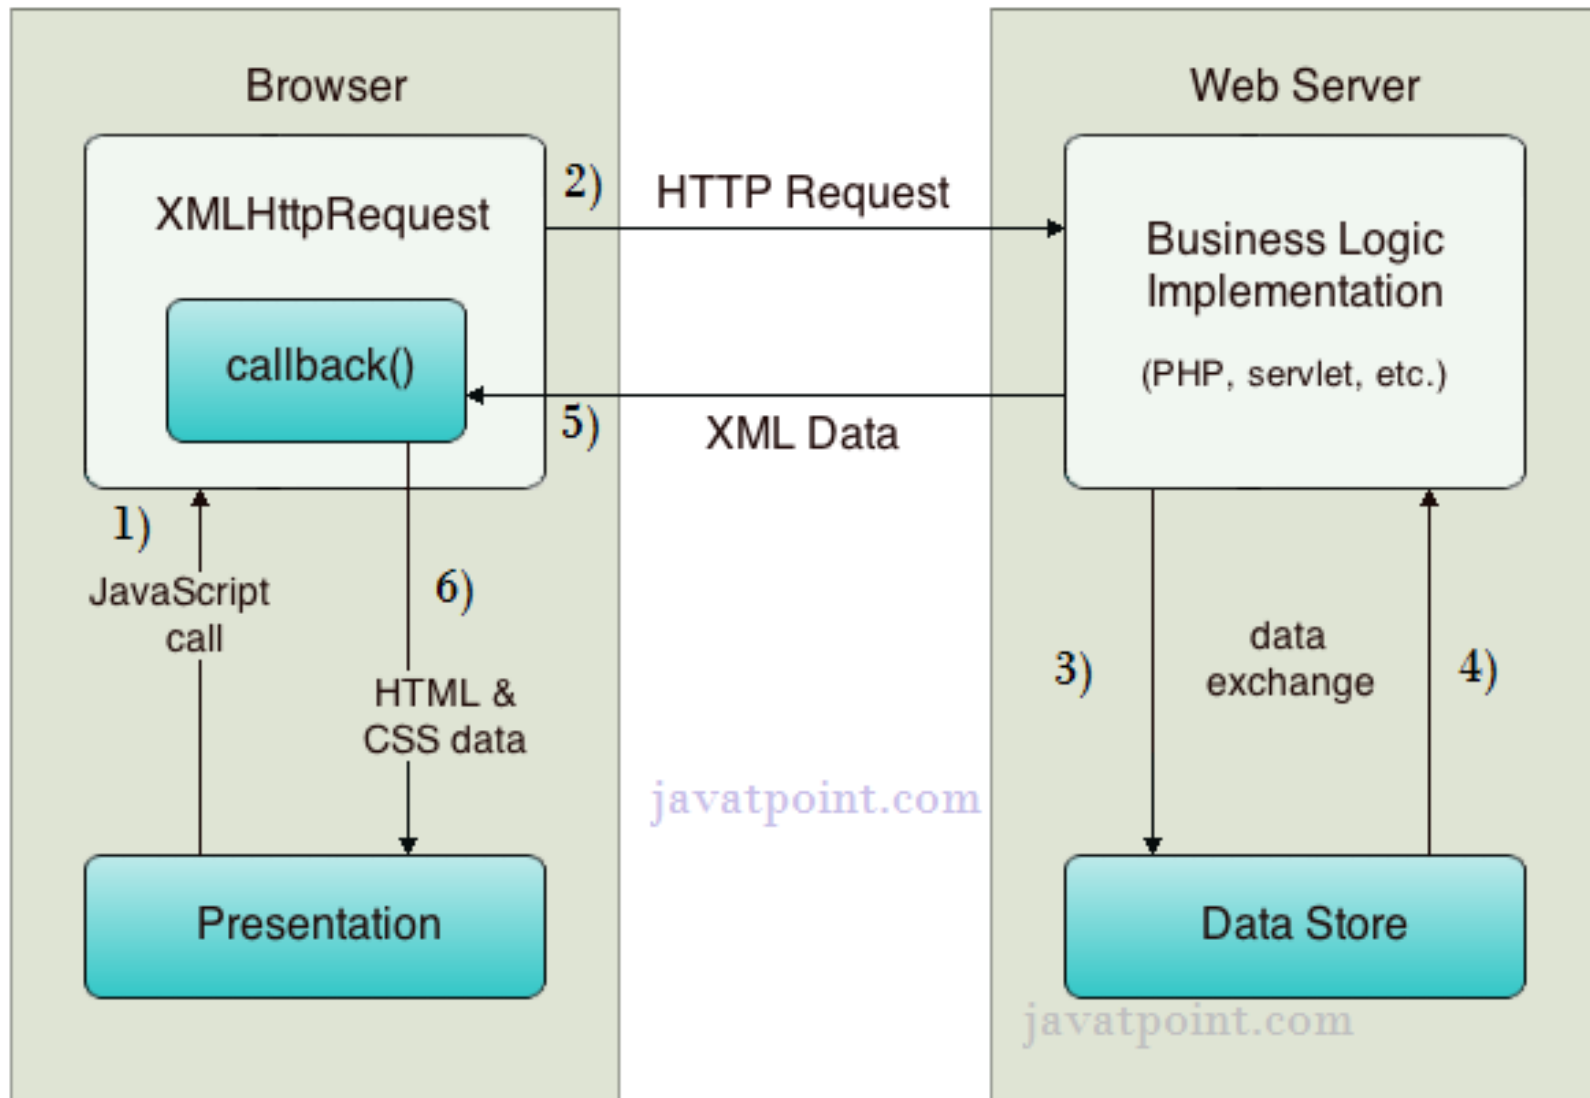 Browser
XMLHttpRequest
callback()
1)
JavaScript
call
6)
HTML &
CSS data
Presentation
2)
HTTP Request
5)
XML Data
javatpoint.com
Web Server
Business Logic
Implementation
(PHP, servlet, etc.)
3)
data
exchange
4)
Data Store
javatpoint.com